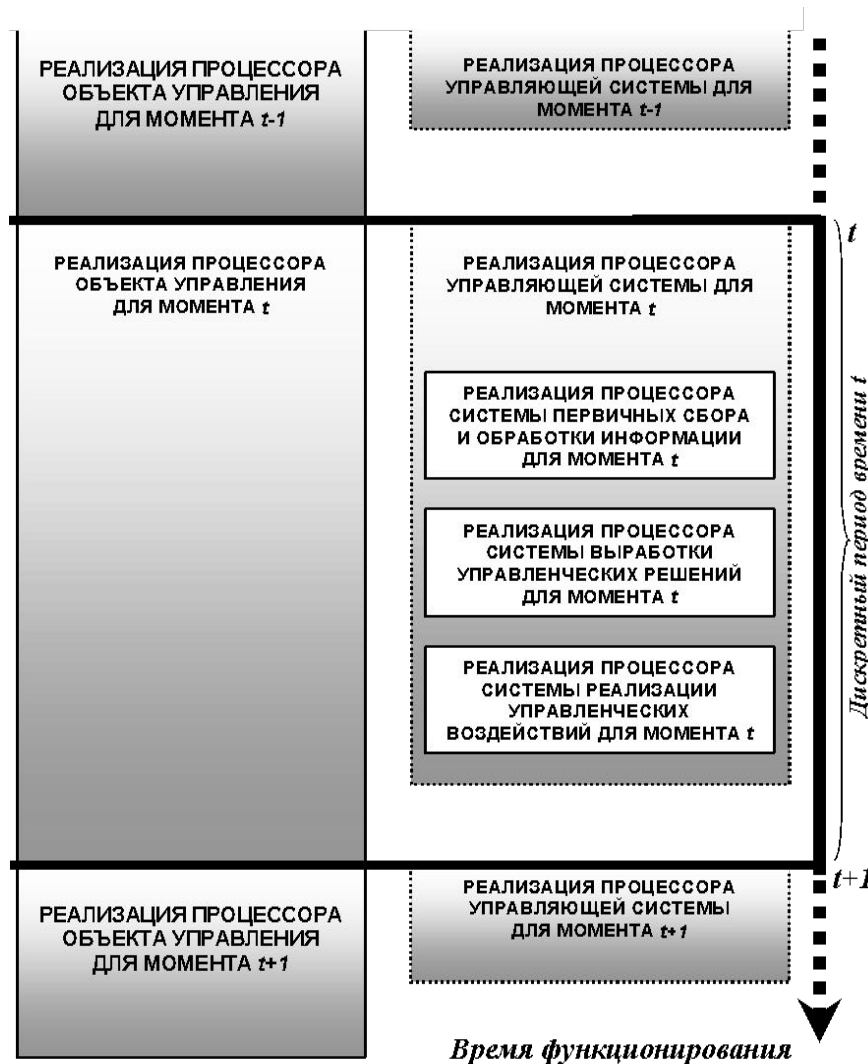 РЕАЛИЗАЦИЯ ПРОЦЕССОРА
ОБЪЕКТА УПРАВЛЕНИЯ
ДЛЯ МОМЕНТА t-1
РЕАЛИЗАЦИЯ ПРОЦЕССОРА
УПРАВЛЯЮЩЕЙ СИСТЕМЫ ДЛЯ
МОМЕНТА t-1
t
РЕАЛИЗАЦИЯ ПРОЦЕССОРА
ОБЪЕКТА УПРАВЛЕНИЯ
ДЛЯ МОМЕНТА t
РЕАЛИЗАЦИЯ ПРОЦЕССОРА
УПРАВЛЯЮЩЕЙ СИСТЕМЫ ДЛЯ
МОМЕНТА t
РЕАЛИЗАЦИЯ ПРОЦЕССОРА
СИСТЕМЫ ПЕРВИЧНЫХ СБОРА
И ОБРАБОТКИ ИНФОРМАЦИИ
ДЛЯ МОМЕНТА t
РЕАЛИЗАЦИЯ ПРОЦЕССОРА
СИСТЕМЫ ВЫРАБОТКИ
УПРАВЛЕНЧЕСКИХ РЕШЕНИЙ
ДЛЯ МОМЕНТА t
РЕАЛИЗАЦИЯ ПРОЦЕССОРА
СИСТЕМЫ РЕАЛИЗАЦИИ
УПРАВЛЕНЧЕСКИХ
ВОЗДЕЙСТВИЙ ДЛЯ МОМЕНТА t
Дискретный период времени t
t+1
РЕАЛИЗАЦИЯ ПРОЦЕССОРА
ОБЪЕКТА УПРАВЛЕНИЯ
ДЛЯ МОМЕНТА t+1
РЕАЛИЗАЦИЯ ПРОЦЕССОРА
УПРАВЛЯЮЩЕЙ СИСТЕМЫ
ДЛЯ МОМЕНТА t+1
Время функционирования